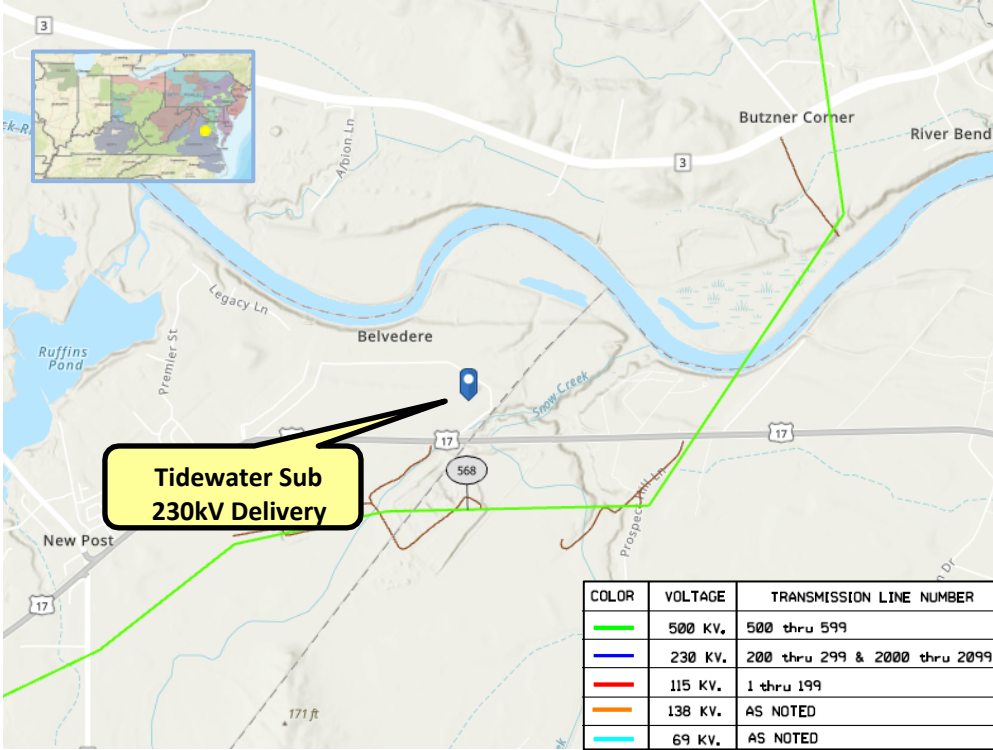 3
Albion Ln
Butzner Corner
River Bend
3
Legacy Ln
Premier St
Belvedere
Ruffins
Pond
Snow Creek
17
17
Tidewater Sub
230kV Delivery
568
New Post
17
171 ft
COLOR VOLTAGE TRANSMISSION LINE NUMBER
500 KV. 500 thru 599
230 KV. 200 thru 299 & 2000 thru 2099
115 KV. 1 thru 199
138 KV. AS NOTED
69 KV. AS NOTED